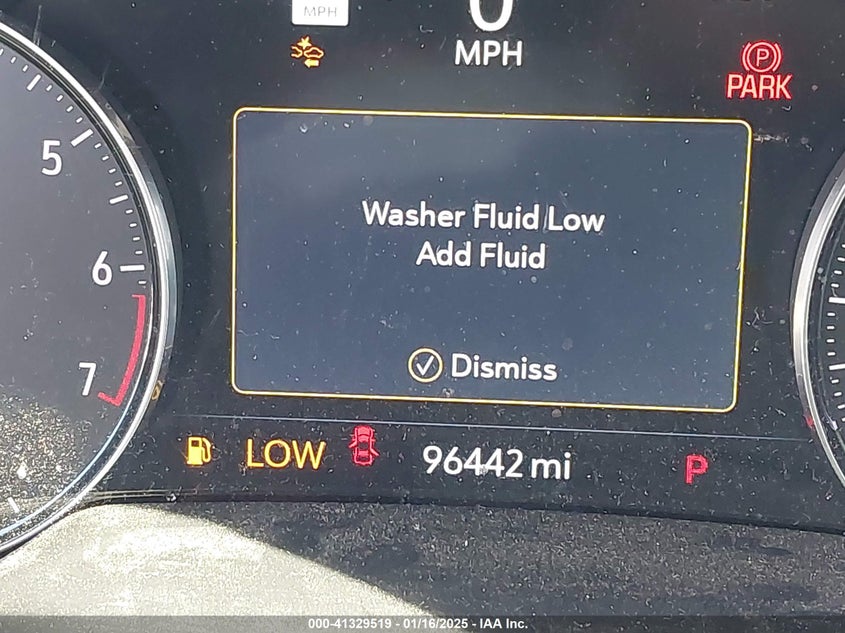 MPH
0
MPH
P
PARK
5
6
7
Washer Fluid Low
Add Fluid
Dismiss
LOW
96442 mi
P
000-41329519 - 01/16/2025 - IAA Inc.